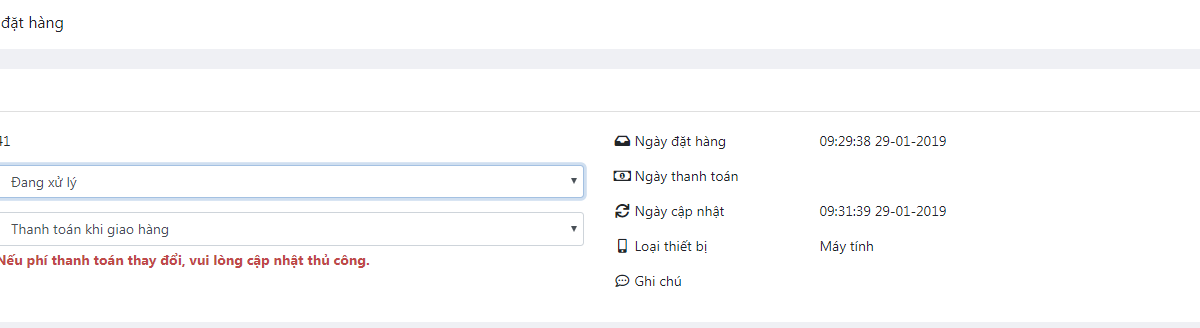 đặt hàng
41
Đang xử lý
Thanh toán khi giao hàng
Nếu phí thanh toán thay đổi, vui lòng cập nhật thủ công.
Ngày đặt hàng 09:29:38 29-01-2019
Ngày thanh toán
Ngày cập nhật 09:31:39 29-01-2019
Loại thiết bị Máy tính
Ghi chú